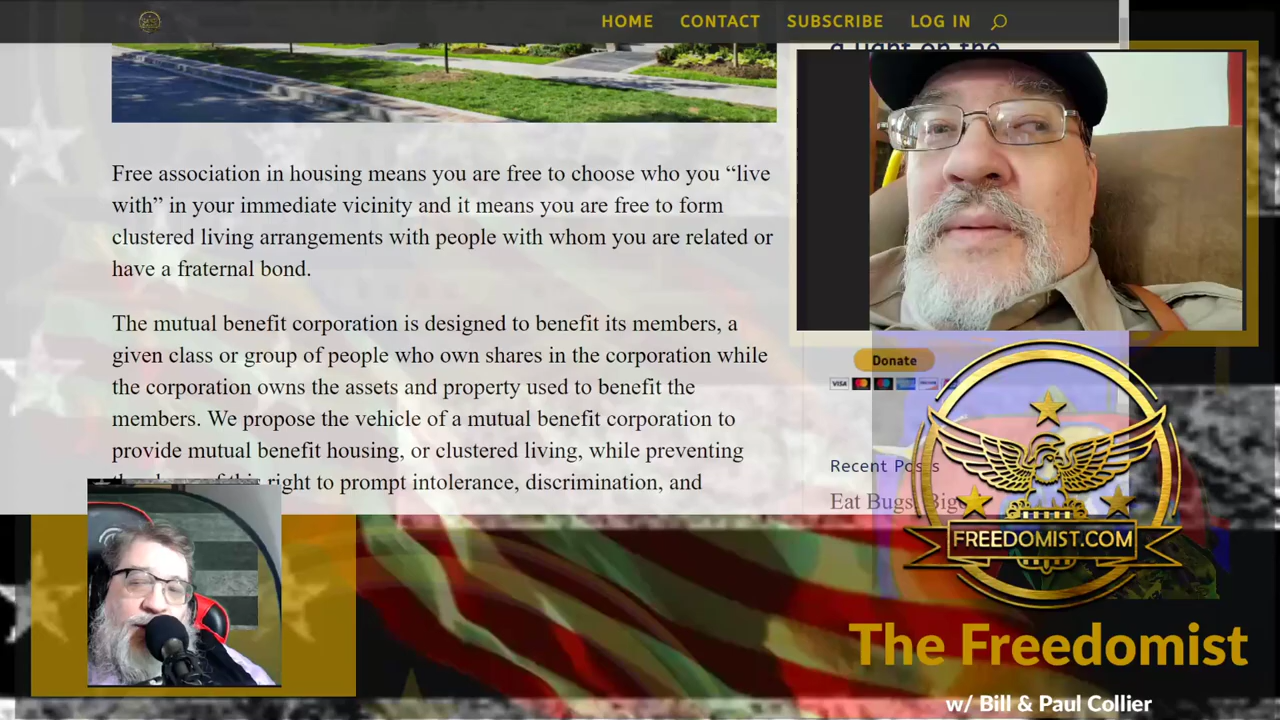 HOME CONTACT SUBSCRIBE LOG IN
a light on the
Free association in housing means you are free to choose who you “live
with” in your immediate vicinity and it means you are free to form
clustered living arrangements with people with whom you are related or
have a fraternal bond.
The mutual benefit corporation is designed to benefit its members, a
given class or group of people who own shares in the corporation while
the corporation owns the assets and property used to benefit the
members. We propose the vehicle of a mutual benefit corporation to
provide mutual benefit housing, or clustered living, while preventing
right to prompt intolerance, discrimination, and
Donate
VISA
Recent Posts
Eat Bugs,
FREEDOMIST.COM
The Freedomist
w/ Bill & Paul Collier